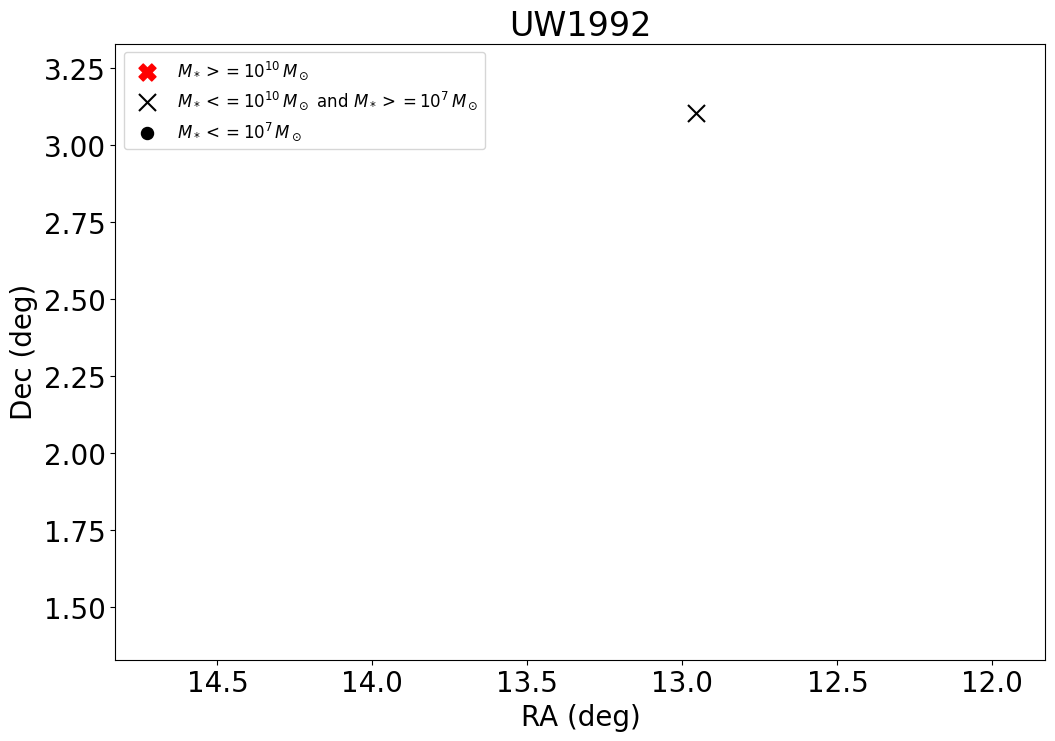 UW1992
M* >= 10^10 M⊙
M* <= 10^10 M⊙ and M* >= 10^7 M⊙
M* <= 10^7 M⊙
3.25
3.00
2.75
2.50
2.25
2.00
1.75
1.50
Dec (deg)
14.5 14.0 13.5 13.0 12.5 12.0
RA (deg)